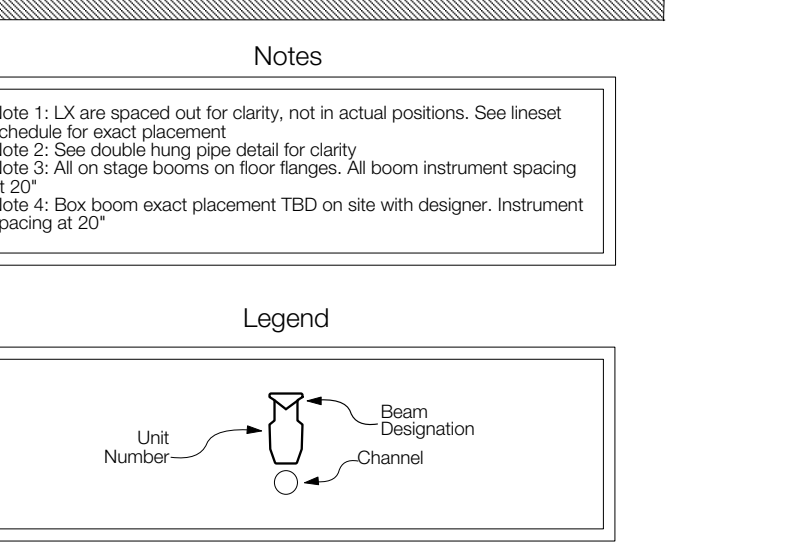 Notes
ote 1: LX are spaced out for clarity, not in actual positions. See lineset
chedule for exact placement
ote 2: See double hung pipe detail for clarity
ote 3: All on stage booms on floor flanges. All boom instrument spacing
t 20"
ote 4: Box boom exact placement TBD on site with designer. Instrument
pacing at 20"
Legend
Beam
Designation
Unit
Number
Channel